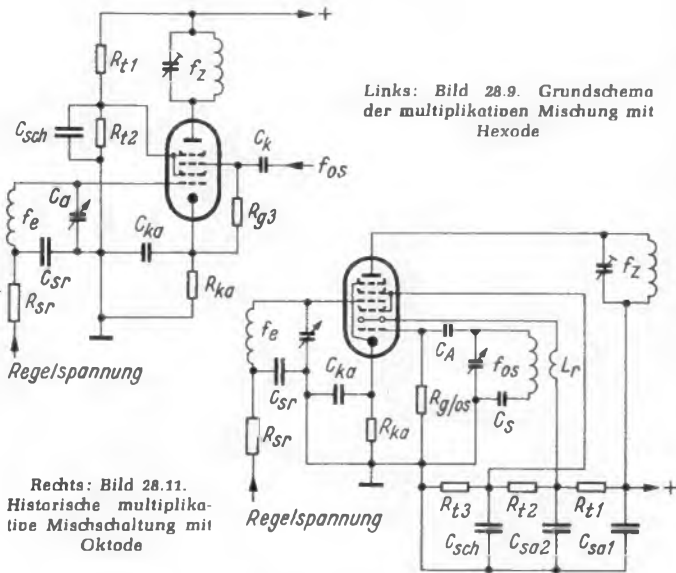 +
R_t1
f_z
Links: Bild 28.9. Grundschema
der multiplikativen Mischung mit
Hexode
C_sch
R_t2
C_k
f_os
f_e
C_a
R_g3
C_sr
C_ka
R_sr
R_ka
Regelspannung
f_z
f_e
C_A
f_os
L_r
C_sr
C_ka
R_g/os
C_s
R_sr
R_ka
Rechts: Bild 28.11.
Historische multiplika-
tive Mischschaltung mit
Oktode
Regelspannung
R_t3
R_t2
R_t1
+
C_sch
C_sa2
C_sa1